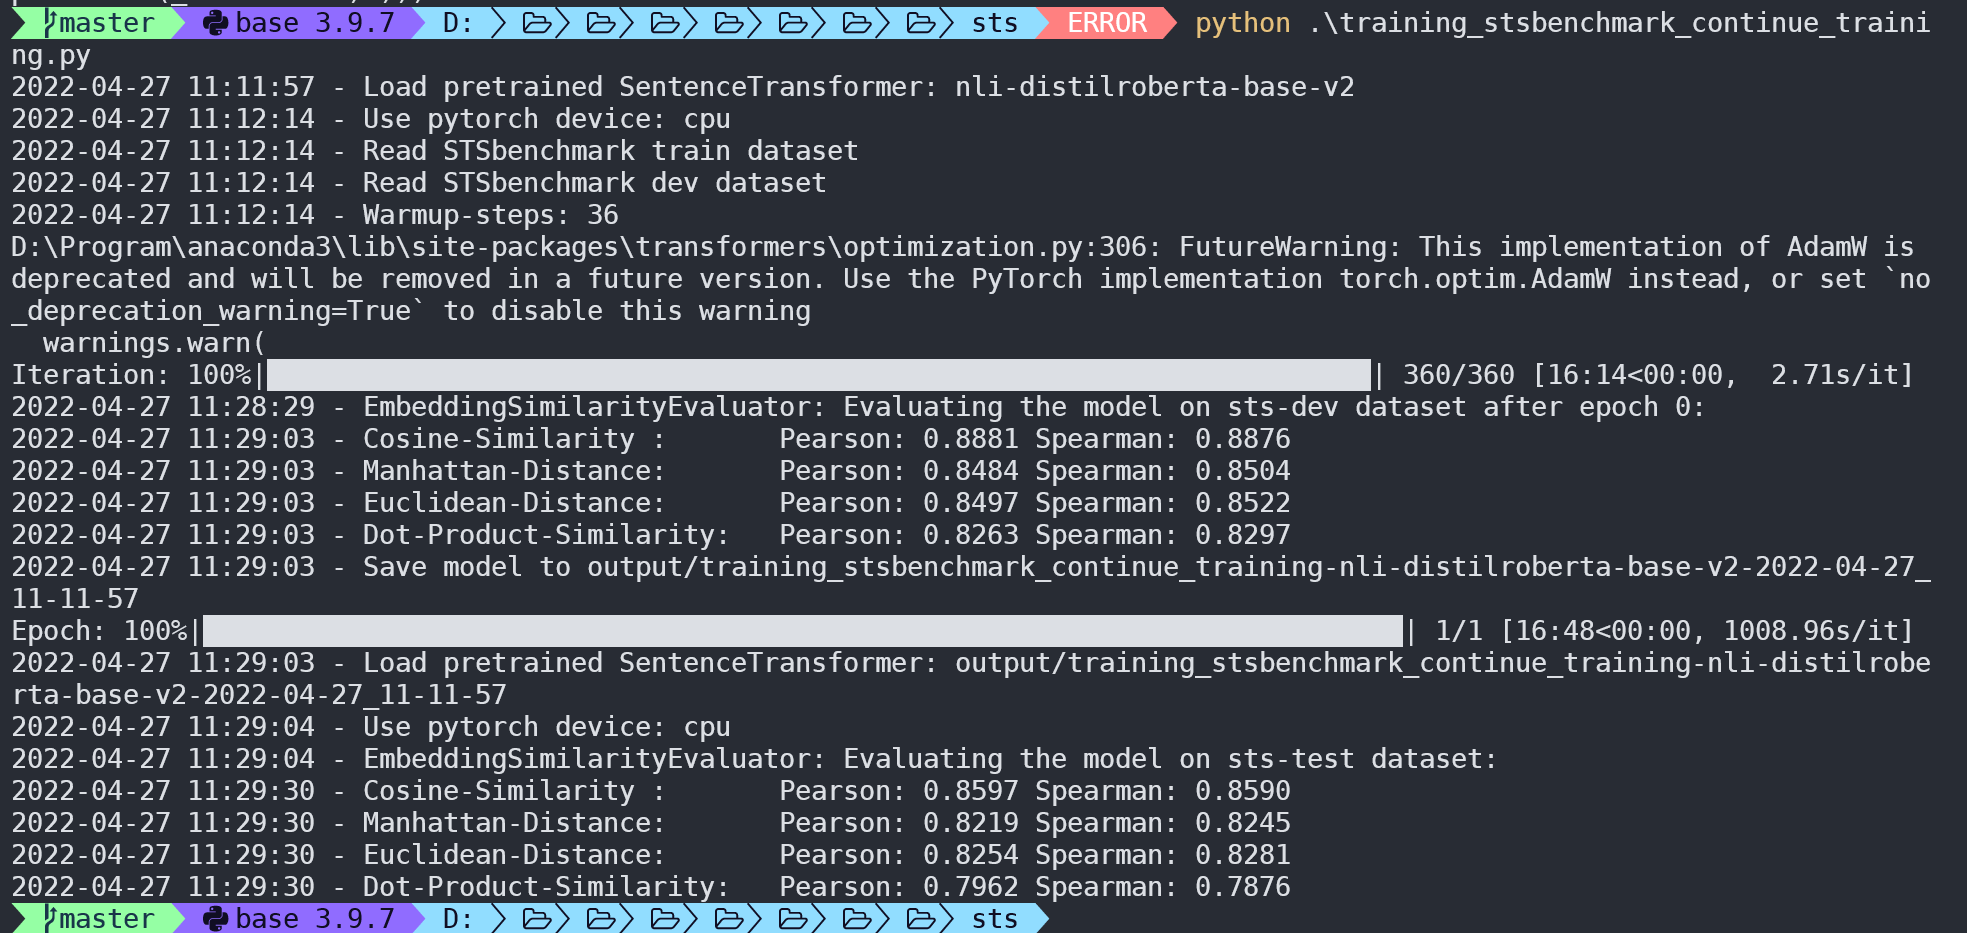 master base 3.9.7 D: sts ERROR python .\training_stsbenchmark_continue_traini
ng.py
2022-04-27 11:11:57 - Load pretrained SentenceTransformer: nli-distilroberta-base-v2
2022-04-27 11:12:14 - Use pytorch device: cpu
2022-04-27 11:12:14 - Read STSbenchmark train dataset
2022-04-27 11:12:14 - Read STSbenchmark dev dataset
2022-04-27 11:12:14 - Warmup-steps: 36
D:\Program\anaconda3\lib\site-packages\transformers\optimization.py:306: FutureWarning: This implementation of AdamW is
deprecated and will be removed in a future version. Use the PyTorch implementation torch.optim.AdamW instead, or set `no
_deprecation_warning=True` to disable this warning
  warnings.warn(
Iteration: 100%| | 360/360 [16:14<00:00,  2.71s/it]
2022-04-27 11:28:29 - EmbeddingSimilarityEvaluator: Evaluating the model on sts-dev dataset after epoch 0:
2022-04-27 11:29:03 - Cosine-Similarity :       Pearson: 0.8881 Spearman: 0.8876
2022-04-27 11:29:03 - Manhattan-Distance:       Pearson: 0.8484 Spearman: 0.8504
2022-04-27 11:29:03 - Euclidean-Distance:       Pearson: 0.8497 Spearman: 0.8522
2022-04-27 11:29:03 - Dot-Product-Similarity:   Pearson: 0.8263 Spearman: 0.8297
2022-04-27 11:29:03 - Save model to output/training_stsbenchmark_continue_training-nli-distilroberta-base-v2-2022-04-27_
11-11-57
Epoch: 100%| | 1/1 [16:48<00:00, 1008.96s/it]
2022-04-27 11:29:03 - Load pretrained SentenceTransformer: output/training_stsbenchmark_continue_training-nli-distilrobe
rta-base-v2-2022-04-27_11-11-57
2022-04-27 11:29:04 - Use pytorch device: cpu
2022-04-27 11:29:04 - EmbeddingSimilarityEvaluator: Evaluating the model on sts-test dataset:
2022-04-27 11:29:30 - Cosine-Similarity :       Pearson: 0.8597 Spearman: 0.8590
2022-04-27 11:29:30 - Manhattan-Distance:       Pearson: 0.8219 Spearman: 0.8245
2022-04-27 11:29:30 - Euclidean-Distance:       Pearson: 0.8254 Spearman: 0.8281
2022-04-27 11:29:30 - Dot-Product-Similarity:   Pearson: 0.7962 Spearman: 0.7876
master base 3.9.7 D: sts